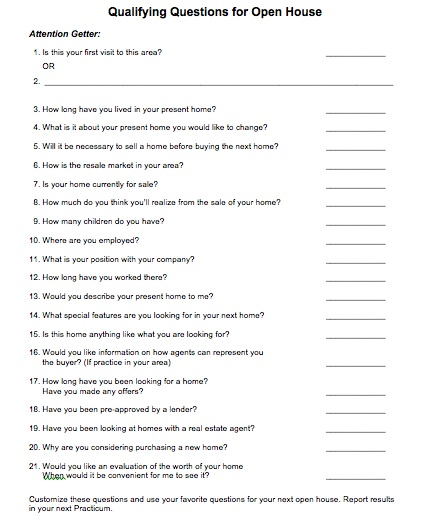 Qualifying Questions for Open House
Attention Getter:
1. Is this your first visit to this area?
OR
2.
3. How long have you lived in your present home?
4. What is it about your present home you would like to change?
5. Will it be necessary to sell a home before buying the next home?
6. How is the resale market in your area?
7. Is your home currently for sale?
8. How much do you think you'll realize from the sale of your home?
9. How many children do you have?
10. Where are you employed?
11. What is your position with your company?
12. How long have you worked there?
13. Would you describe your present home to me?
14. What special features are you looking for in your next home?
15. Is this home anything like what you are looking for?
16. Would you like information on how agents can represent you
the buyer? (If practice in your area)
17. How long have you been looking for a home?
Have you made any offers?
18. Have you been pre-approved by a lender?
19. Have you been looking at homes with a real estate agent?
20. Why are you considering purchasing a new home?
21. Would you like an evaluation of the worth of your home
When would it be convenient for me to see it?
Customize these questions and use your favorite questions for your next open house. Report results
in your next Practicum.